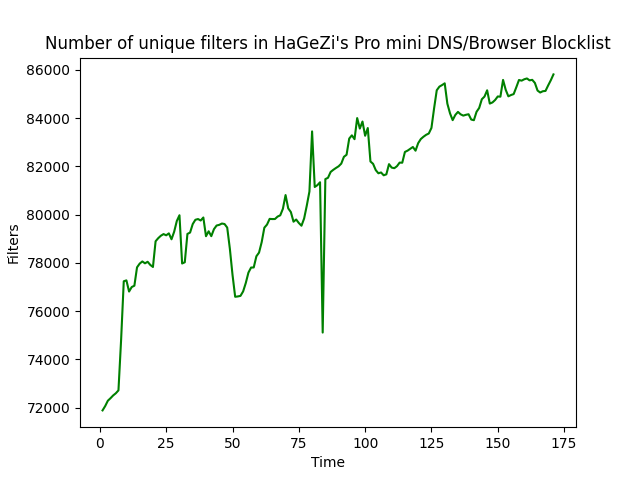 Number of unique filters in HaGeZi's Pro mini DNS/Browser Blocklist
86000
84000
82000
80000
78000
76000
74000
72000
Filters
0 25 50 75 100 125 150 175
Time